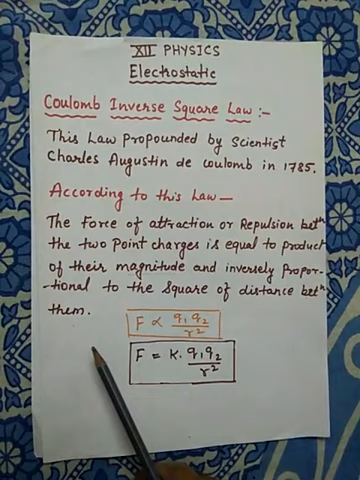 XII PHYSICS
Electrostatic
Coulomb Inverse Square Law :-
This Law propounded by Scientist
Charles Augustin de coulomb in 1785.
According to this Law —
The Force of attraction or Repulsion betn
the two Point charges is equal to product
of their magnitude and inversely Propor-
-tional to the Square of distance betn
them.
F ∝ q₁q₂/r²
F = K. q₁q₂/r²